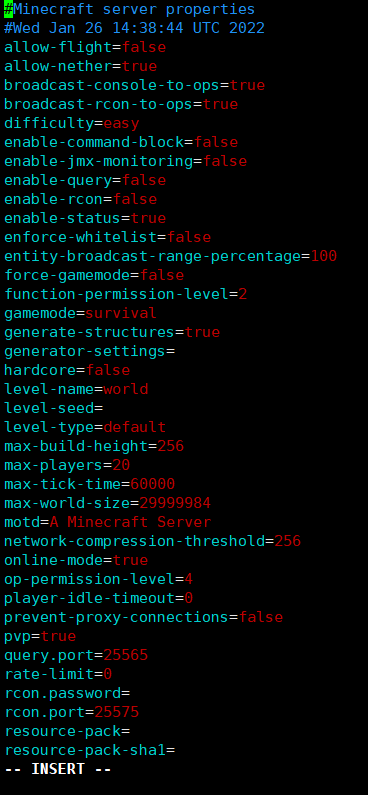 #Minecraft server properties
#Wed Jan 26 14:38:44 UTC 2022
allow-flight=false
allow-nether=true
broadcast-console-to-ops=true
broadcast-rcon-to-ops=true
difficulty=easy
enable-command-block=false
enable-jmx-monitoring=false
enable-query=false
enable-rcon=false
enable-status=true
enforce-whitelist=false
entity-broadcast-range-percentage=100
force-gamemode=false
function-permission-level=2
gamemode=survival
generate-structures=true
generator-settings=
hardcore=false
level-name=world
level-seed=
level-type=default
max-build-height=256
max-players=20
max-tick-time=60000
max-world-size=29999984
motd=A Minecraft Server
network-compression-threshold=256
online-mode=true
op-permission-level=4
player-idle-timeout=0
prevent-proxy-connections=false
pvp=true
query.port=25565
rate-limit=0
rcon.password=
rcon.port=25575
resource-pack=
resource-pack-sha1=
-- INSERT --